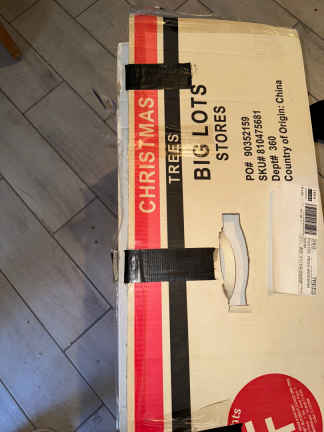 CHRISTMAS
TREES
BIG LOTS
STORES
PO# 90352159
SKU# 810475681
Dept# 360
Country of Origin: China